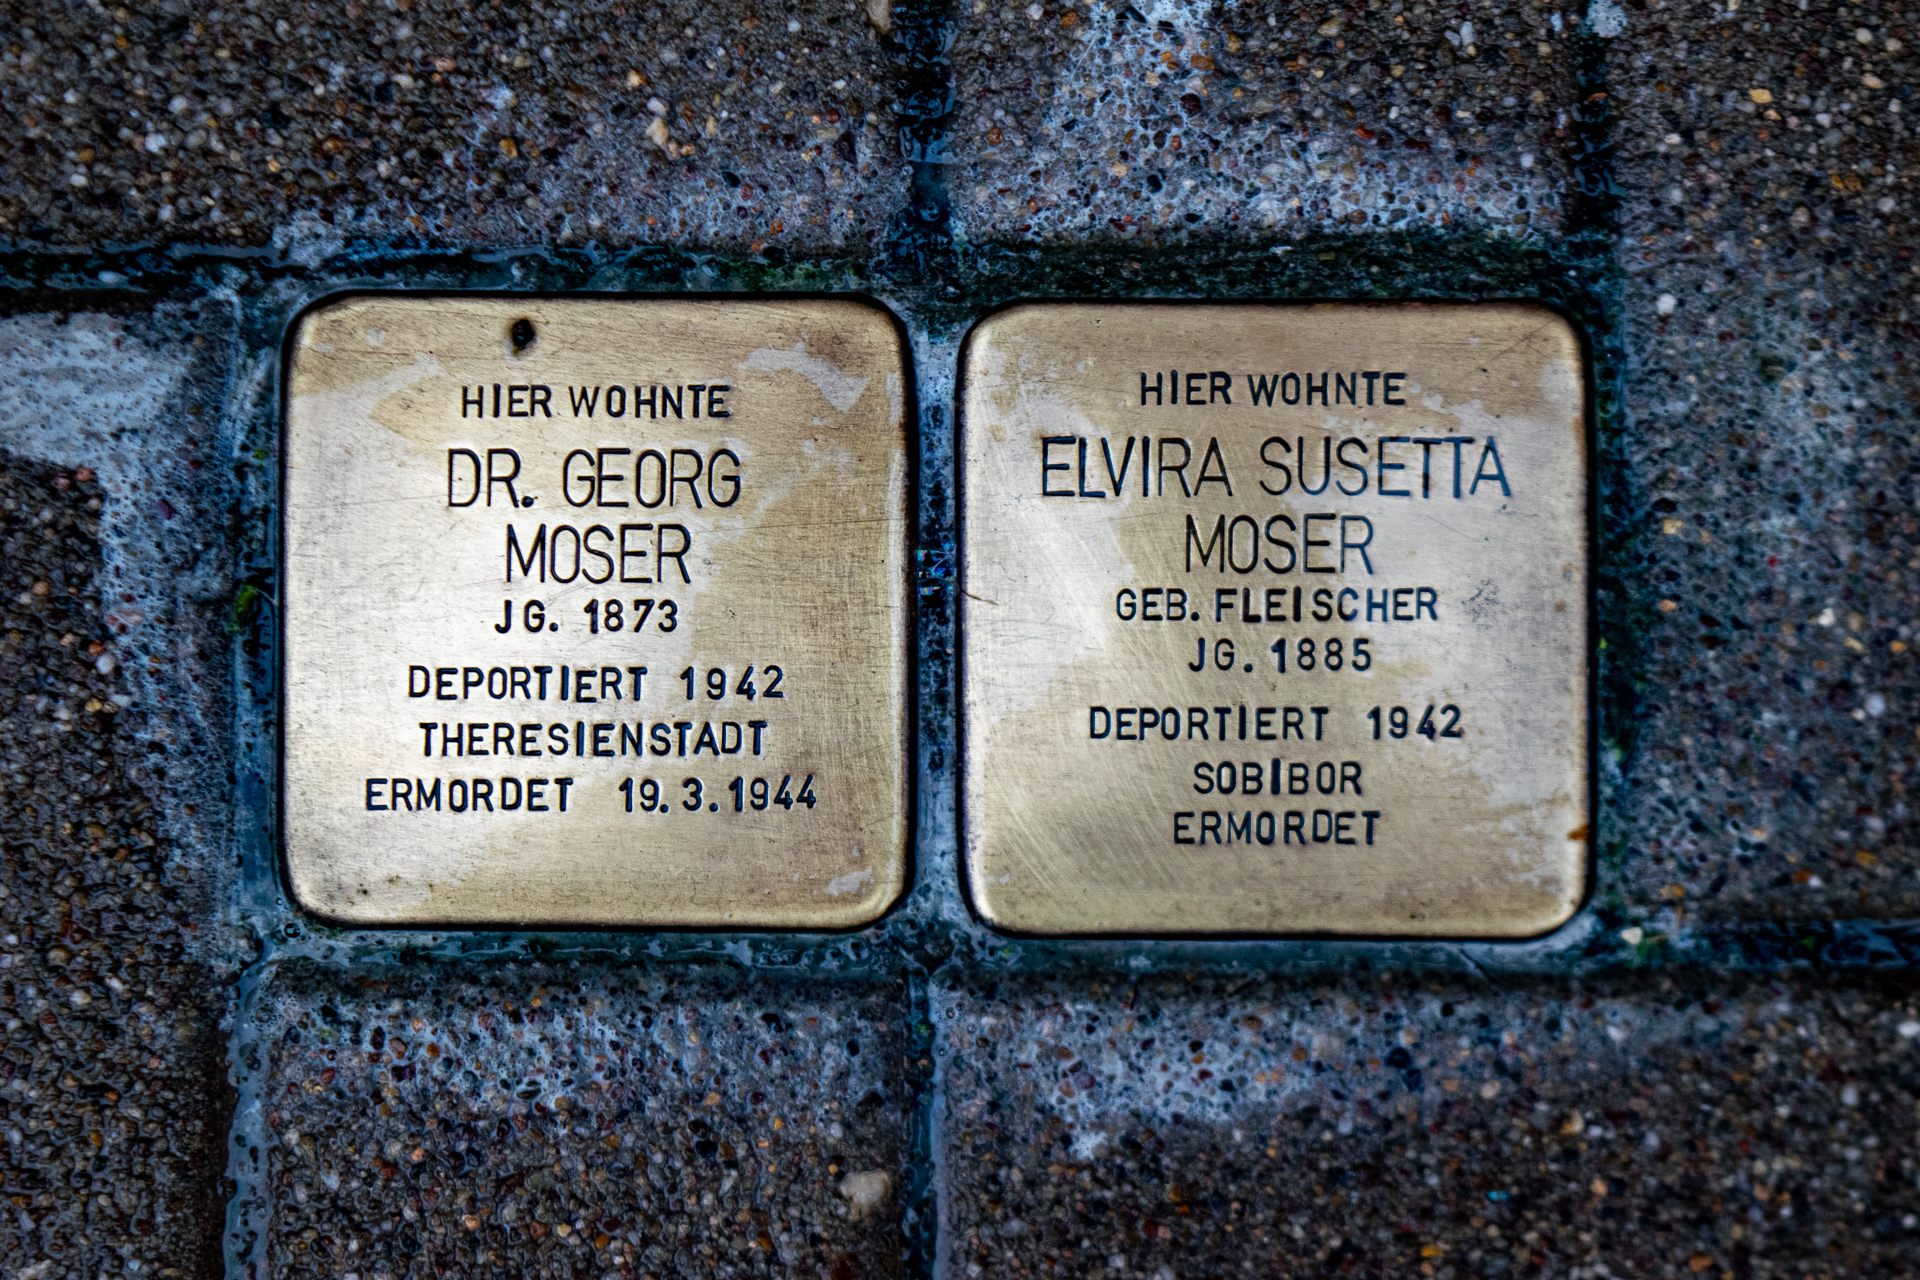 HIER WOHNTE
DR. GEORG
MOSER
JG. 1873
DEPORTIERT 1942
THERESIENSTADT
ERMORDET 19.3.1944
HIER WOHNTE
ELVIRA SUSETTA
MOSER
GEB. FLEISCHER
JG. 1885
DEPORTIERT 1942
SOBIBOR
ERMORDET